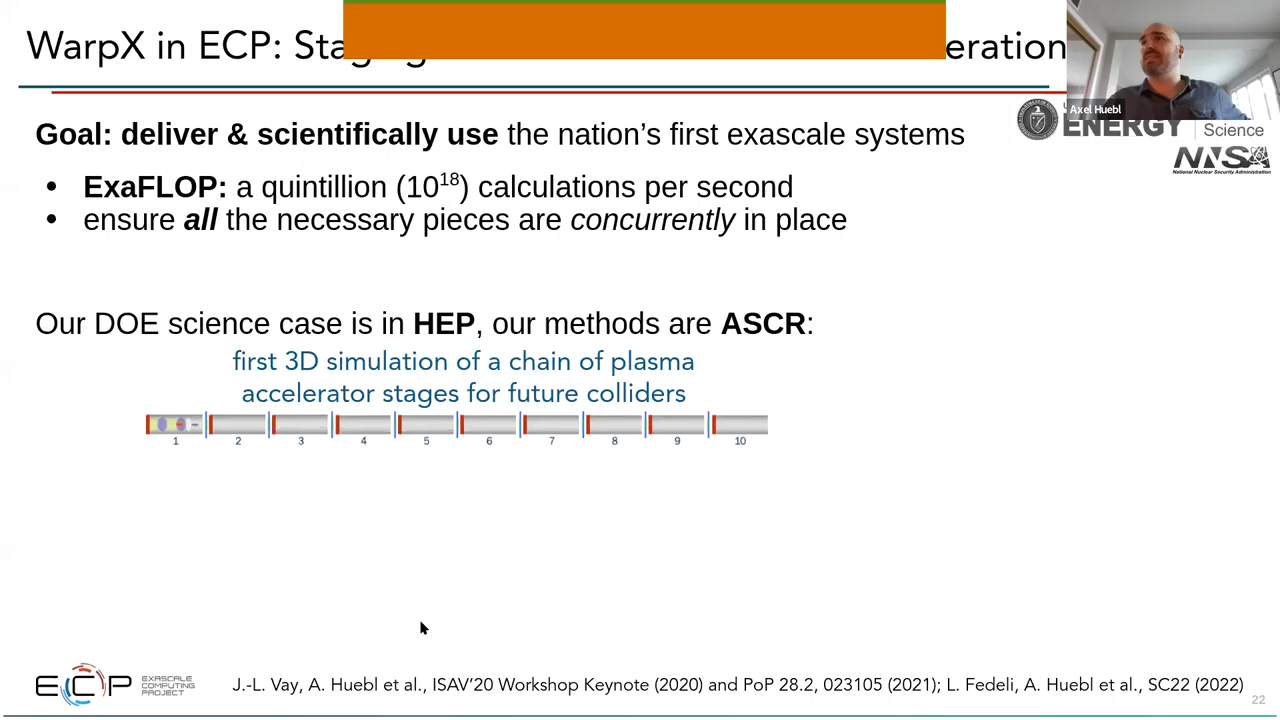 WarpX in ECP: Staging
Axel Huebl
ENERGY Science
NNSA
National Nuclear Security Administration
Goal: deliver & scientifically use the nation's first exascale systems
• ExaFLOP: a quintillion (10^18) calculations per second
• ensure all the necessary pieces are concurrently in place
Our DOE science case is in HEP, our methods are ASCR:
first 3D simulation of a chain of plasma
accelerator stages for future colliders
1 2 3 4 5 6 7 8 9 10
ECP EXASCALE COMPUTING PROJECT
J.-L. Vay, A. Huebl et al., ISAV'20 Workshop Keynote (2020) and PoP 28.2, 023105 (2021); L. Fedeli, A. Huebl et al., SC22 (2022)
22